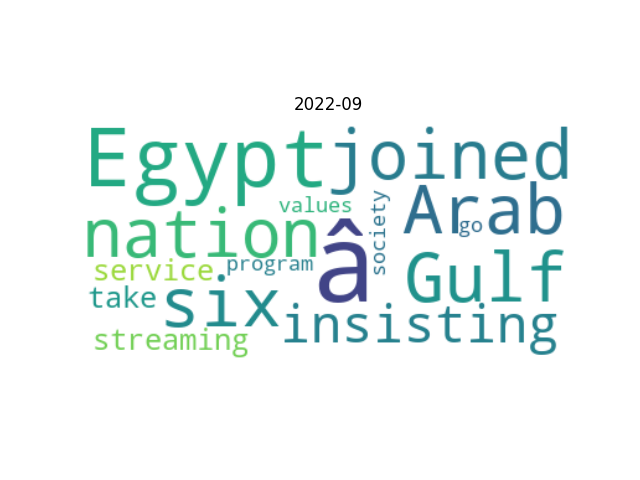 2022-09
Egypt joined
values
society
Arab
go
nation
â
service
program
Gulf
take
six
insisting
streaming